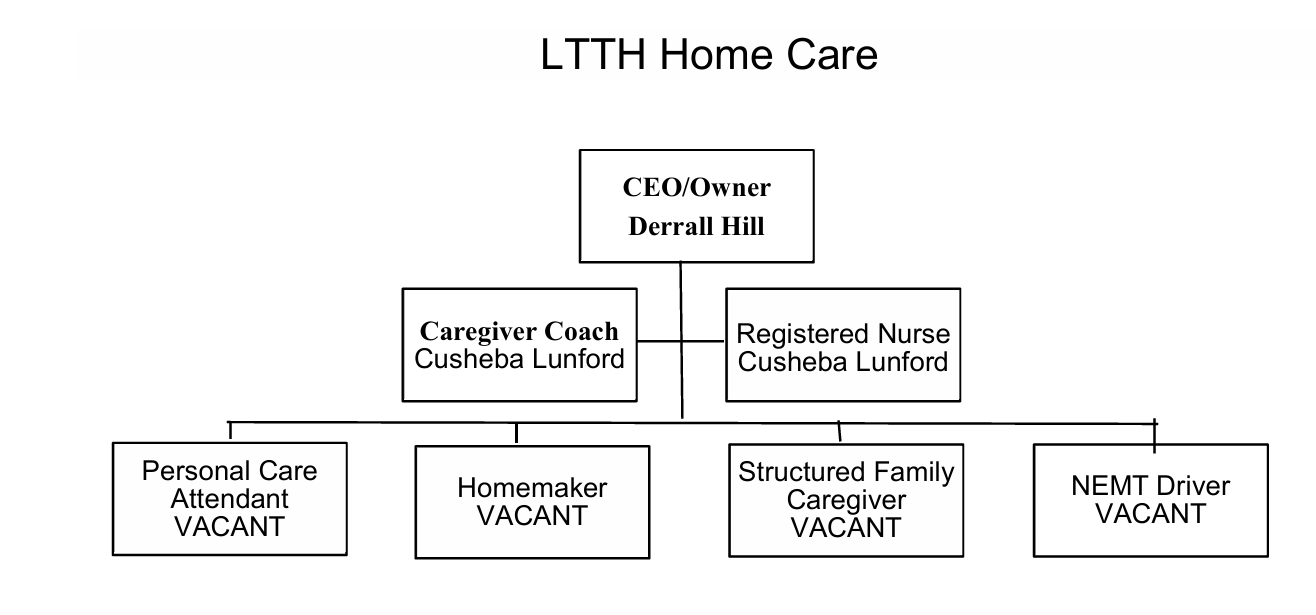 LTTH Home Care
CEO/Owner
Derrall Hill
Caregiver Coach
Cusheba Lunford
Registered Nurse
Cusheba Lunford
Personal Care
Attendant
VACANT
Homemaker
VACANT
Structured Family
Caregiver
VACANT
NEMT Driver
VACANT